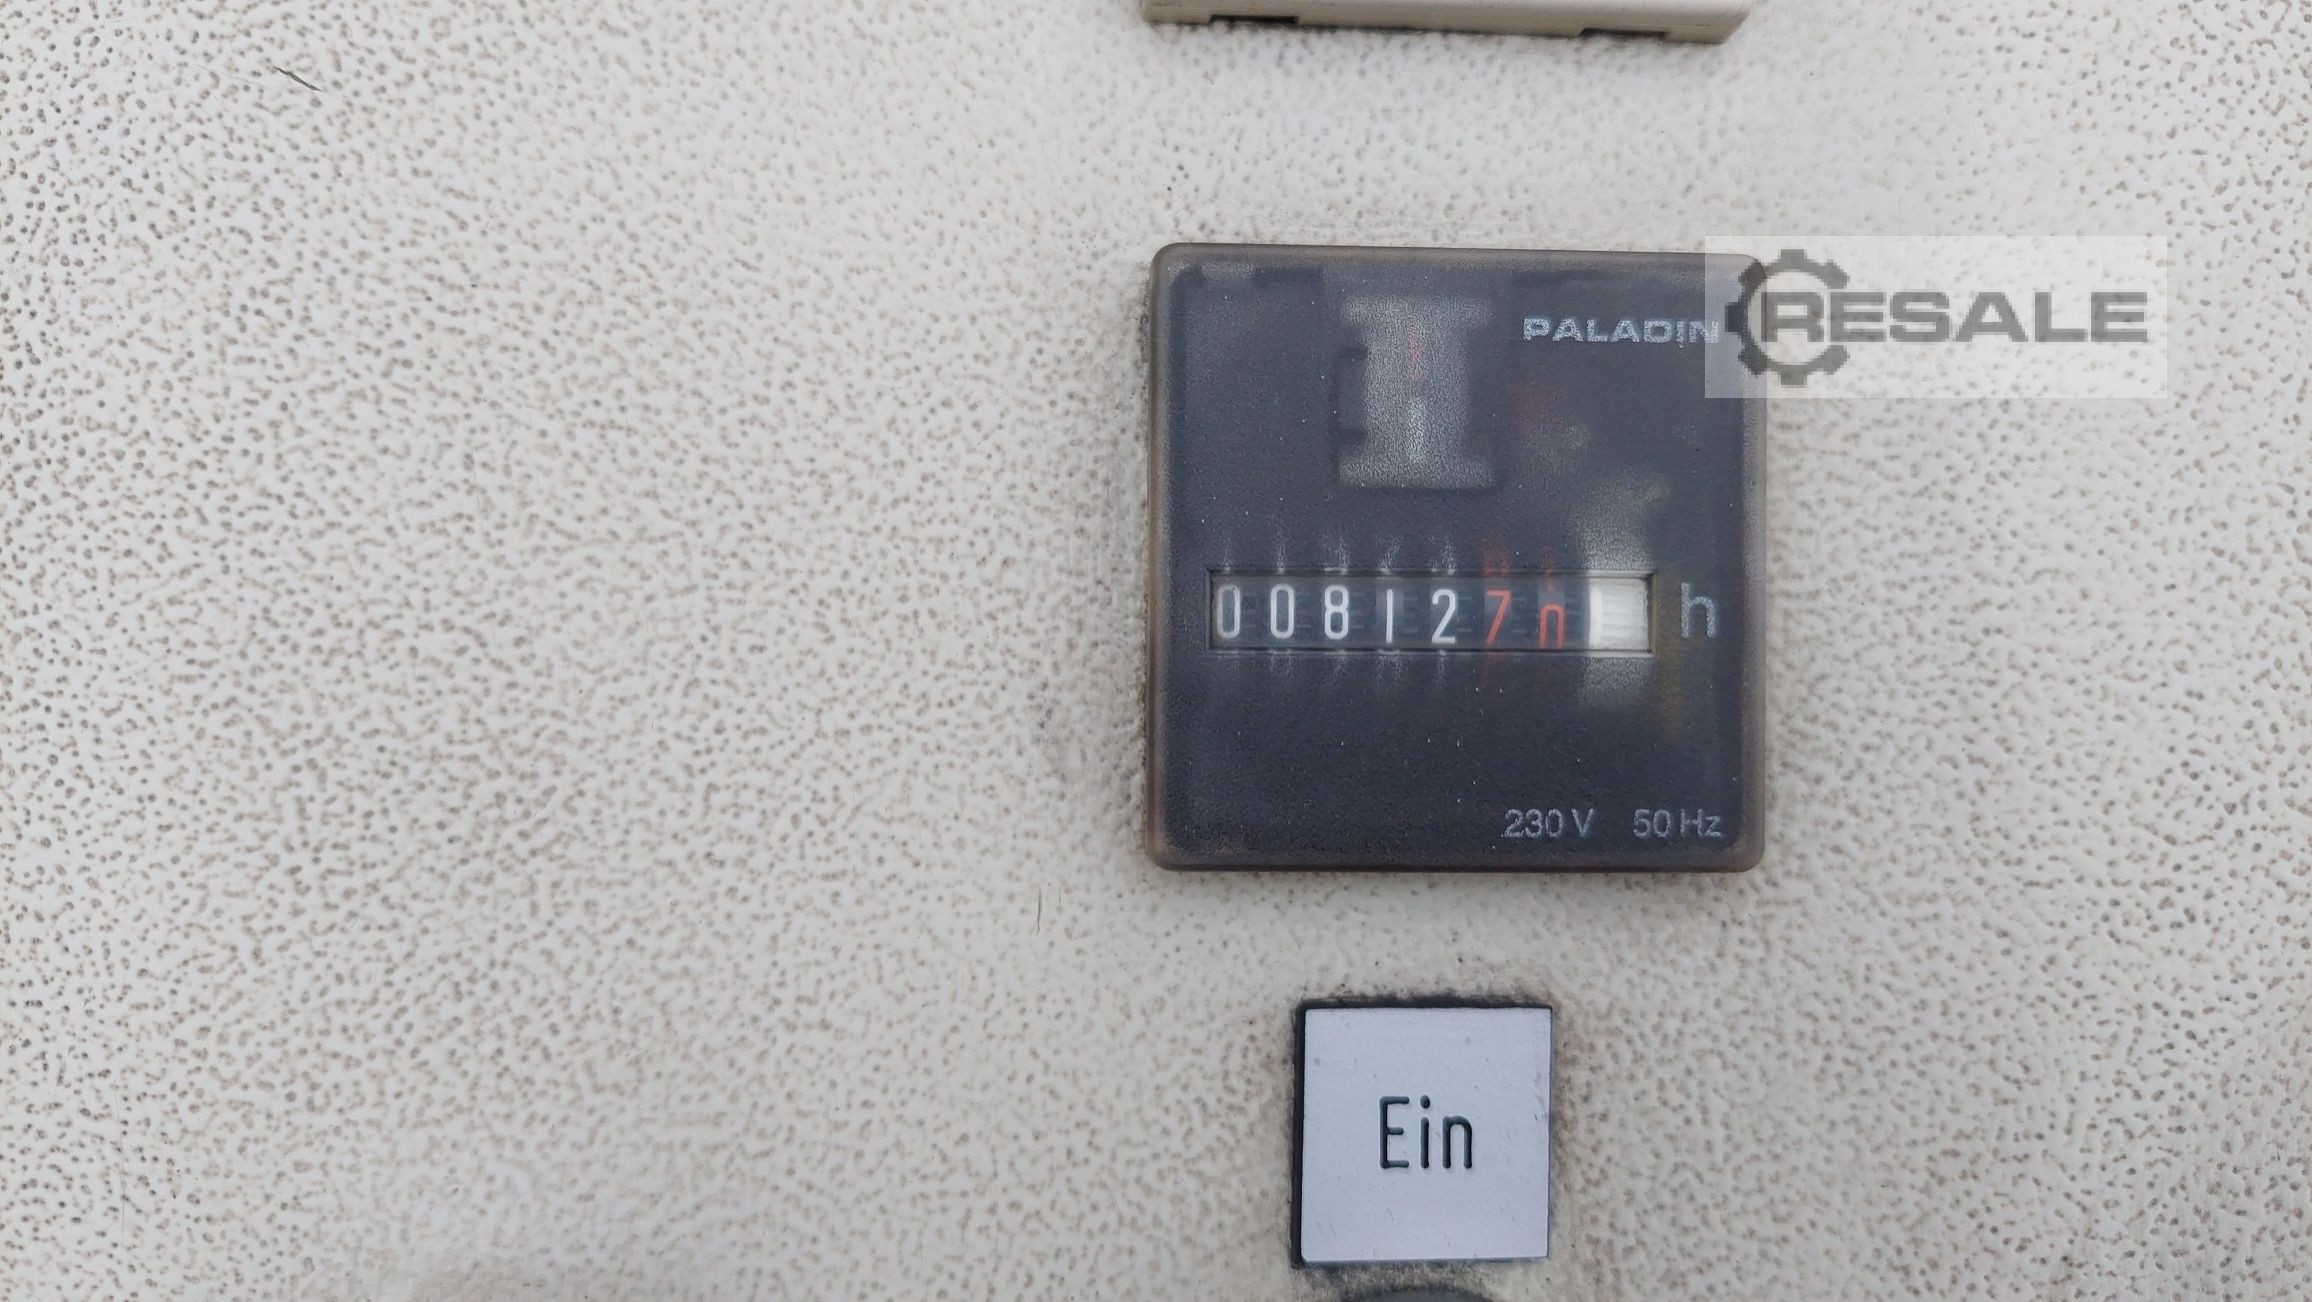 PALADIN
RESALE
0081270 h
230 V 50 Hz
Ein